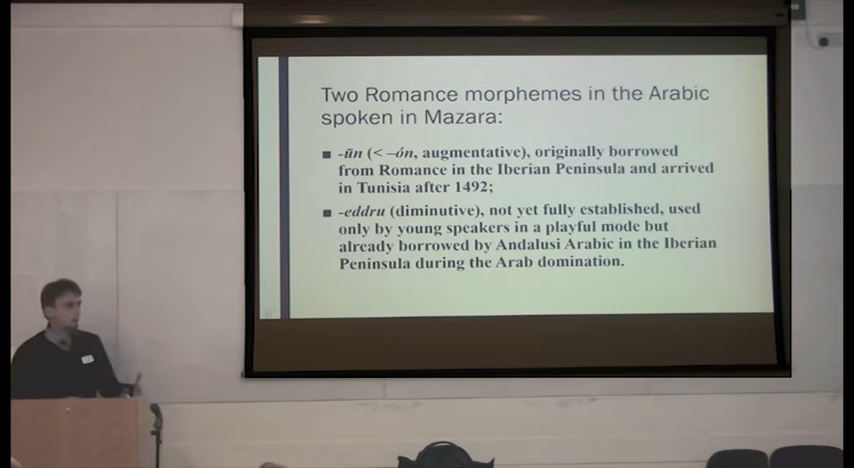 Two Romance morphemes in the Arabic
spoken in Mazara:
■ -ūn (< –ón, augmentative), originally borrowed
from Romance in the Iberian Peninsula and arrived
in Tunisia after 1492;
■ -eddru (diminutive), not yet fully established, used
only by young speakers in a playful mode but
already borrowed by Andalusi Arabic in the Iberian
Peninsula during the Arab domination.